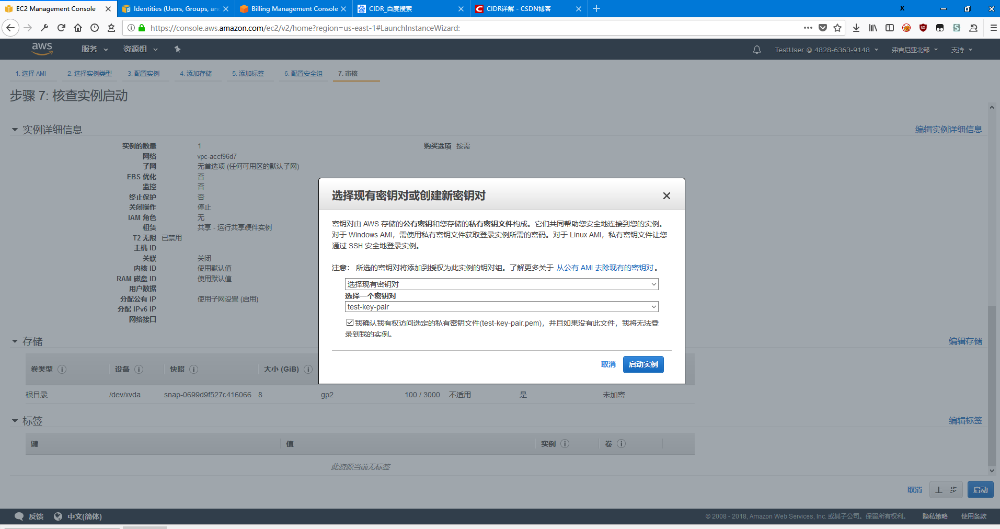 EC2 Management Console
Identities (Users, Groups, an
Billing Management Console
CIDR_百度搜索
CIDR详解 - CSDN博客
X
https://console.aws.amazon.com/ec2/v2/home?region=us-east-1#LaunchInstanceWizard:
aws
服务
资源组
TestUser @ 4828-6363-9148
弗吉尼亚北部
支持
1. 选择 AMI
2. 选择实例类型
3. 配置实例
4. 添加存储
5. 添加标签
6. 配置安全组
7. 审核
步骤 7: 核查实例启动
实例详细信息
编辑实例详细信息
实例的数量 1
购买选项 按需
网络 vpc-accf96d7
子网 无首选项 (任何可用区的默认子网)
EBS 优化 否
监控 否
终止保护 否
关闭操作 停止
IAM 角色 无
租赁 共享 - 运行共享硬件实例
T2 无限 已禁用
主机 ID
关联 关闭
内核 ID 使用默认值
RAM 磁盘 ID 使用默认值
用户数据
分配公有 IP 使用子网设置 (启用)
分配 IPv6 IP
网络接口
选择现有密钥对或创建新密钥对
密钥对由 AWS 存储的公有密钥和您存储的私有密钥文件构成。它们共同帮助您安全地连接到您的实例。
对于 Windows AMI，需使用私有密钥文件获取登录实例所需的密码。对于 Linux AMI，私有密钥文件让您
通过 SSH 安全地登录实例。
注意： 所选的密钥对将添加到授权为此实例的钥对组。了解更多关于 从公有 AMI 去除现有的密钥对 。
选择现有密钥对
选择一个密钥对
test-key-pair
我确认我有权访问选定的私有密钥文件(test-key-pair.pem)，并且如果没有此文件，我将无法登
录到我的实例。
取消
启动实例
存储
编辑存储
卷类型
设备
快照
大小 (GiB)
根目录 /dev/xvda snap-0699d9f527c416066 8 gp2 100 / 3000 不适用 是 未加密
标签
编辑标签
键
值
实例
卷
此资源当前无标签
取消
上一步
启动
反馈
中文(简体)
© 2008 - 2018, Amazon Web Services, Inc. 或其子公司。保留所有权利。
隐私策略
使用条款